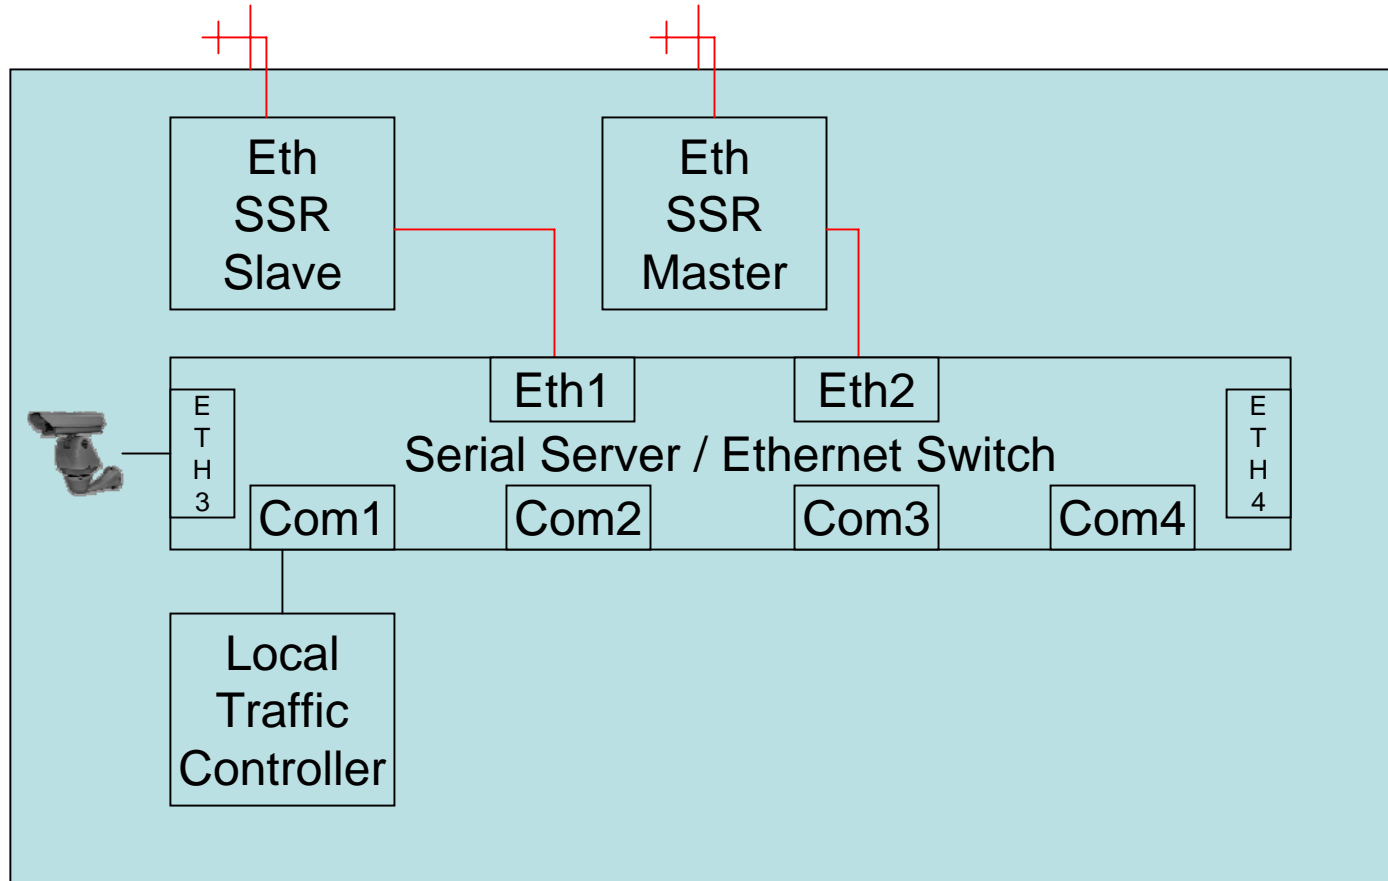 Eth
SSR
Slave
Eth
SSR
Master
Eth1
Eth2
E
T
H
3
E
T
H
4
Serial Server / Ethernet Switch
Com1
Com2
Com3
Com4
Local
Traffic
Controller